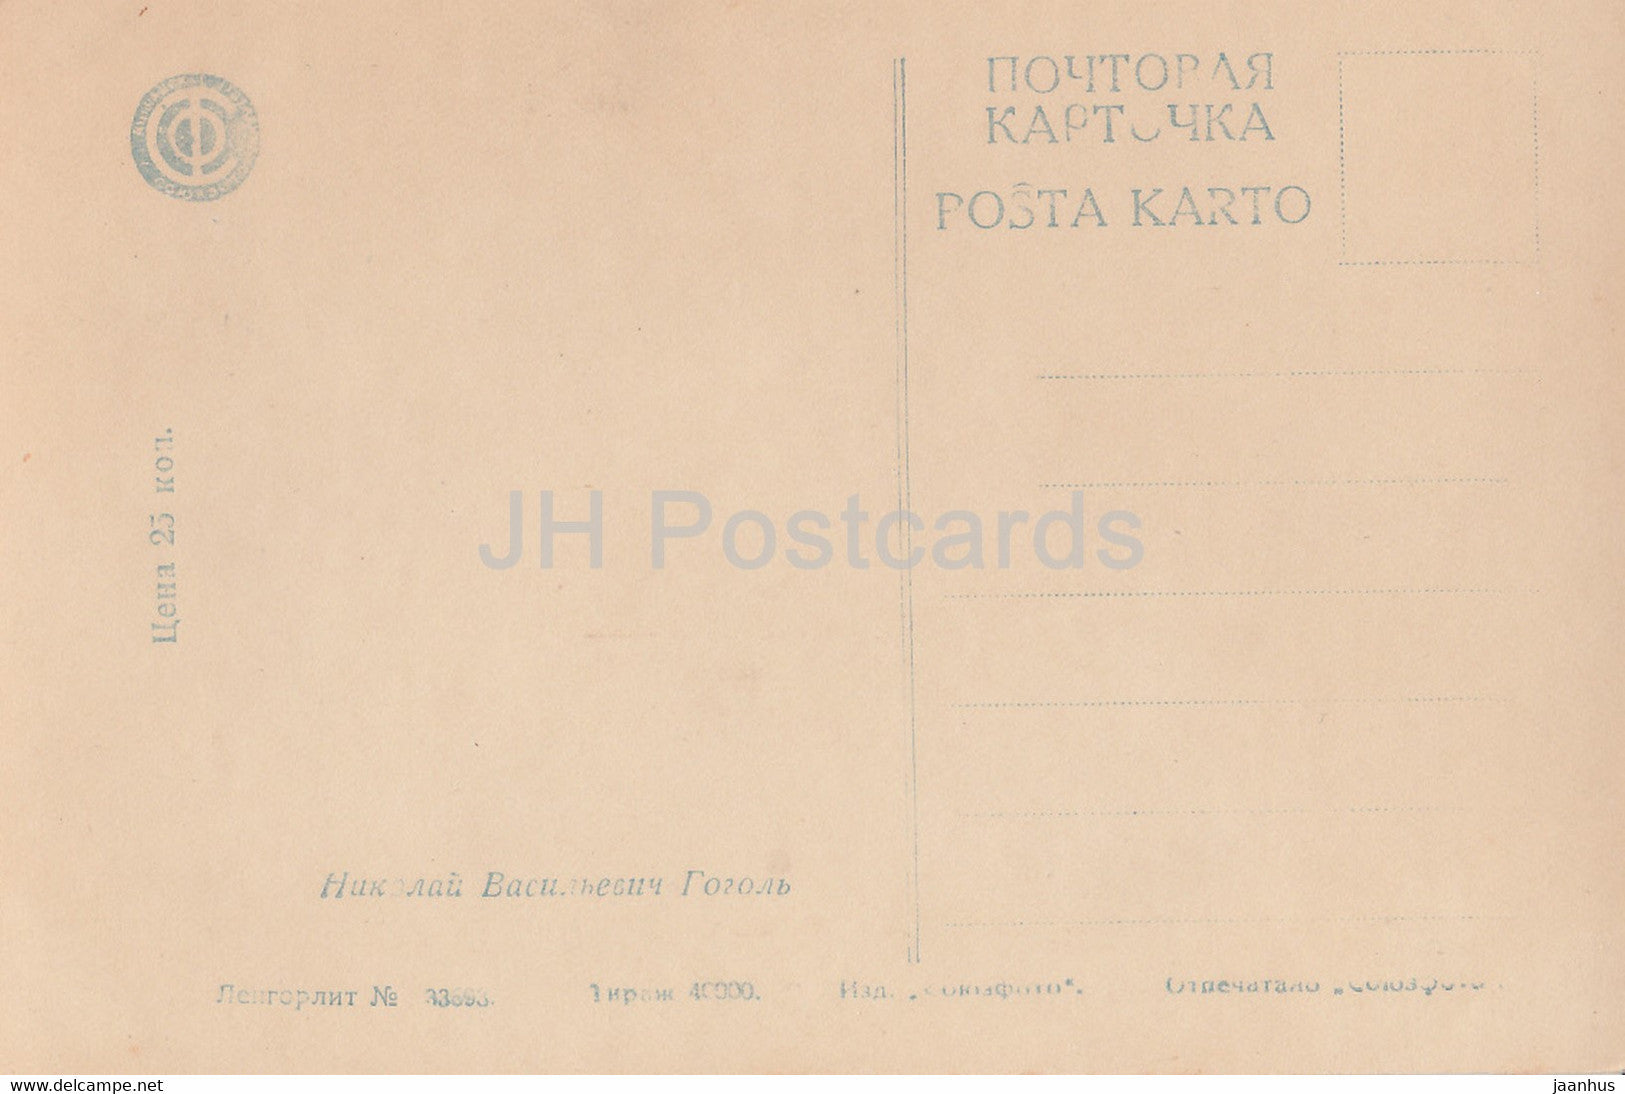 ПОЧТОВАЯ
КАРТОЧКА
POŜTA KARTO
Цена 25 коп.
JH Postcards
Николай Васильевич Гоголь
Ленгорлит № Тираж 40000. Изд. „Союзфото“. Отпечатано „Союзфото“.
www.delcampe.net
jaanhus